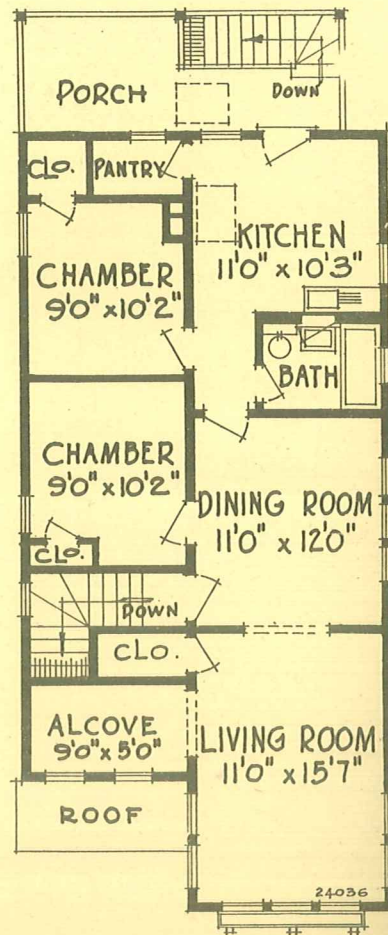 PORCH
DOWN
CLO.
PANTRY
KITCHEN
11'0" x 10'3"
CHAMBER
9'0" x 10'2"
BATH
CHAMBER
9'0" x 10'2"
DINING ROOM
11'0" x 12'0"
CLO.
DOWN
CLO.
ALCOVE
9'0" x 5'0"
LIVING ROOM
11'0" x 15'7"
ROOF
24036